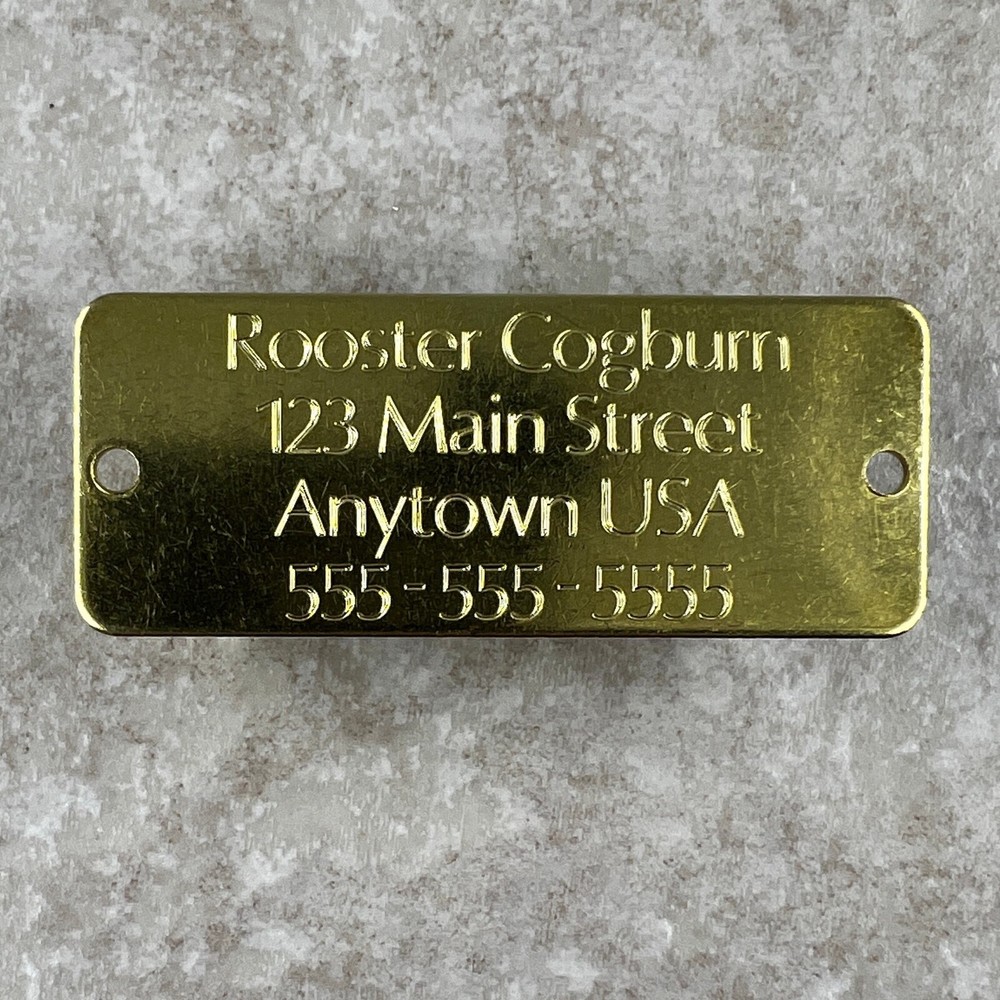 Rooster Cogburn
123 Main Street
Anytown USA
555 - 555 - 5555